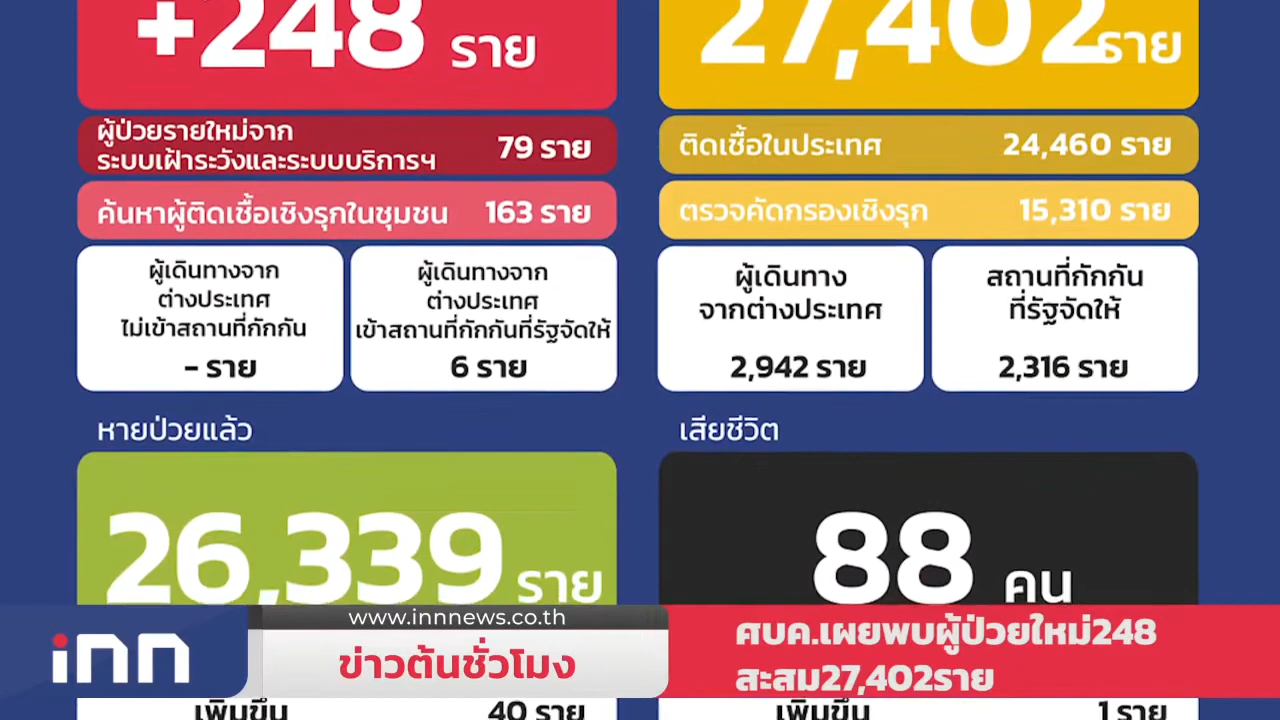 +248 ราย
ผู้ป่วยรายใหม่จาก
ระบบเฝ้าระวังและระบบบริการฯ
79 ราย
ค้นหาผู้ติดเชื้อเชิงรุกในชุมชน 163 ราย
ผู้เดินทางจาก
ต่างประเทศ
ไม่เข้าสถานที่กักกัน
- ราย
ผู้เดินทางจาก
ต่างประเทศ
เข้าสถานที่กักกันที่รัฐจัดให้
6 ราย
27,402 ราย
ติดเชื้อในประเทศ 24,460 ราย
ตรวจคัดกรองเชิงรุก 15,310 ราย
ผู้เดินทาง
จากต่างประเทศ
2,942 ราย
สถานที่กักกัน
ที่รัฐจัดให้
2,316 ราย
หายป่วยแล้ว
26,339 ราย
เพิ่มขึ้น 40 ราย
เสียชีวิต
88 คน
เพิ่มขึ้น 1 ราย
inn
www.innnews.co.th
ข่าวต้นชั่วโมง
ศบค.เผยพบผู้ป่วยใหม่248
สะสม27,402ราย